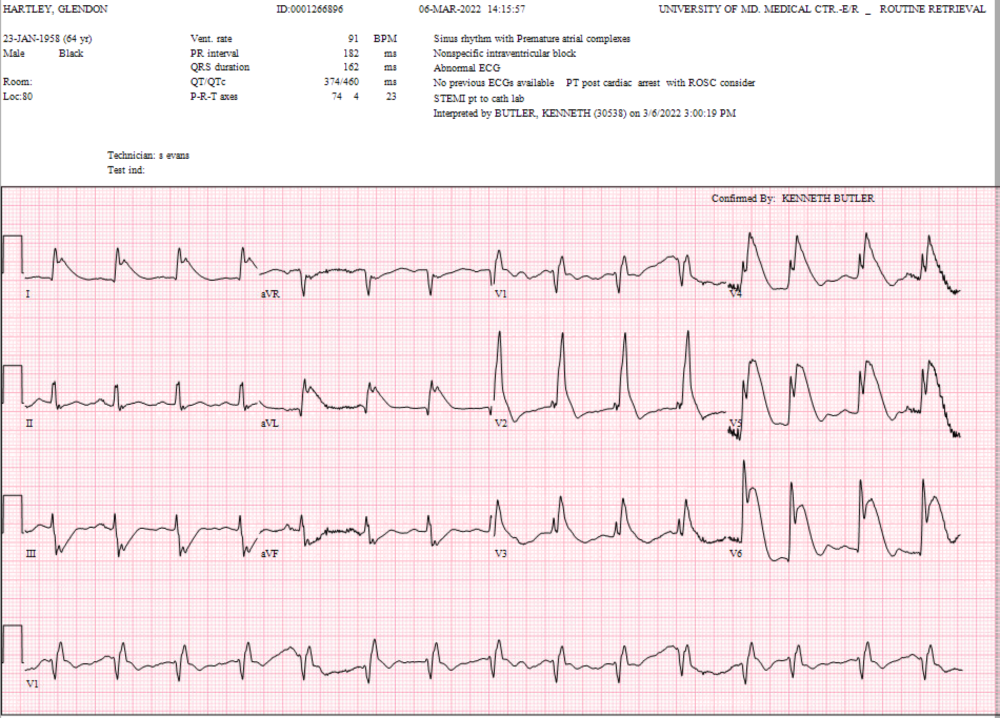 HARTLEY, GLENDON ID:0001266896 06-MAR-2022 14:15:57 UNIVERSITY OF MD. MEDICAL CTR.-E/R _ ROUTINE RETRIEVAL
23-JAN-1958 (64 yr) Vent. rate 91 BPM Sinus rhythm with Premature atrial complexes
Male Black PR interval 182 ms Nonspecific intraventricular block
QRS duration 162 ms Abnormal ECG
Room: QT/QTc 374/460 ms No previous ECGs available PT post cardiac arrest with ROSC consider
Loc:80 P-R-T axes 74 4 23 STEMI pt to cath lab
Interpreted by BUTLER, KENNETH (30538) on 3/6/2022 3:00:19 PM
Technician: s evans
Test ind:
Confirmed By: KENNETH BUTLER
I aVR V1 V4
II aVL V2 V5
III aVF V3 V6
V1